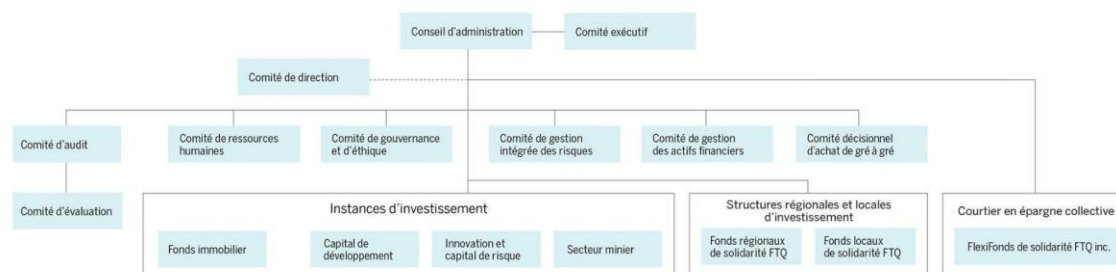 Conseil d'administration
Comité exécutif
Comité de direction
Comité d'audit
Comité de ressources
humaines
Comité de gouvernance
et d'éthique
Comité de gestion
intégrée des risques
Comité de gestion
des actifs financiers
Comité décisionnel
d'achat de gré à gré
Comité d'évaluation
Instances d'investissement
Fonds immobilier
Capital de
développement
Innovation et
capital de risque
Secteur minier
Structures régionales et locales
d'investissement
Fonds régionaux
de solidarité FTQ
Fonds locaux
de solidarité FTQ
Courtier en épargne collective
FlexiFonds de solidarité FTQ inc.